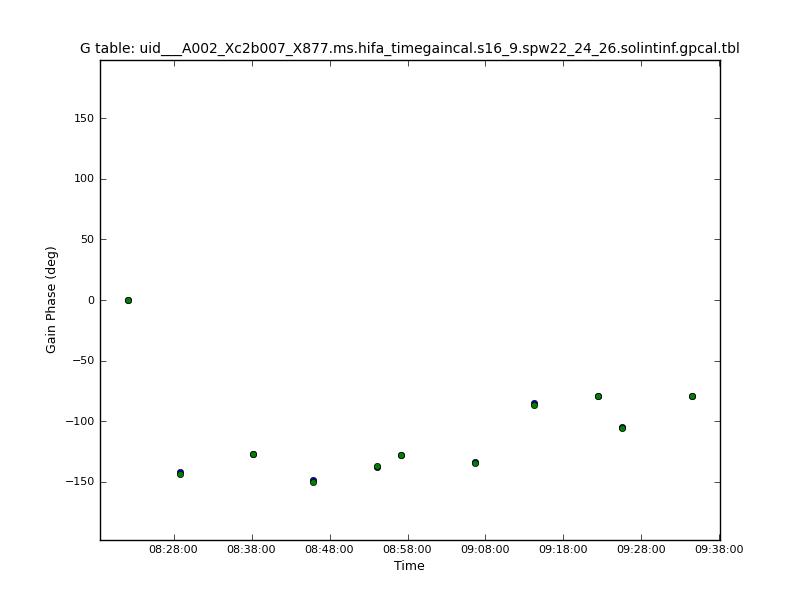 G table: uid___A002_Xc2b007_X877.ms.hifa_timegaincal.s16_9.spw22_24_26.solintinf.gpcal.tbl
150
100
50
0
−50
−100
−150
Gain Phase (deg)
08:28:00 08:38:00 08:48:00 08:58:00 09:08:00 09:18:00 09:28:00 09:38:00
Time